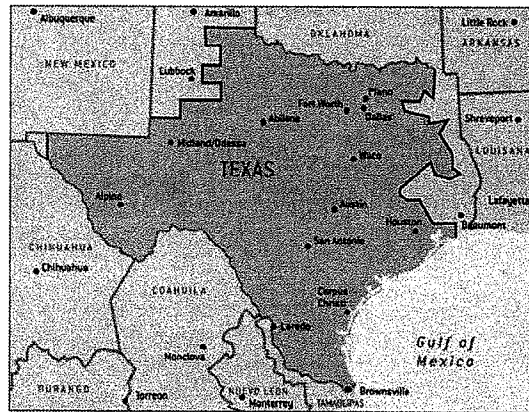 Albuquerque
Amarillo
OKLAHOMA
Little Rock
ARKANSAS
NEW MEXICO
Lubbock
Plano
Fort Worth
Dallas
Shreveport
Abilene
Midland/Odessa
Waco
LOUISIANA
TEXAS
Alpine
Austin
Lafayette
Houston
Beaumont
San Antonio
CHIHUAHUA
Chihuahua
COAHUILA
Corpus
Christi
Laredo
Gulf of
Mexico
Monclova
DURANGO
Torreon
NUEVO LEON
Monterrey
TAMAULIPAS
Brownsville